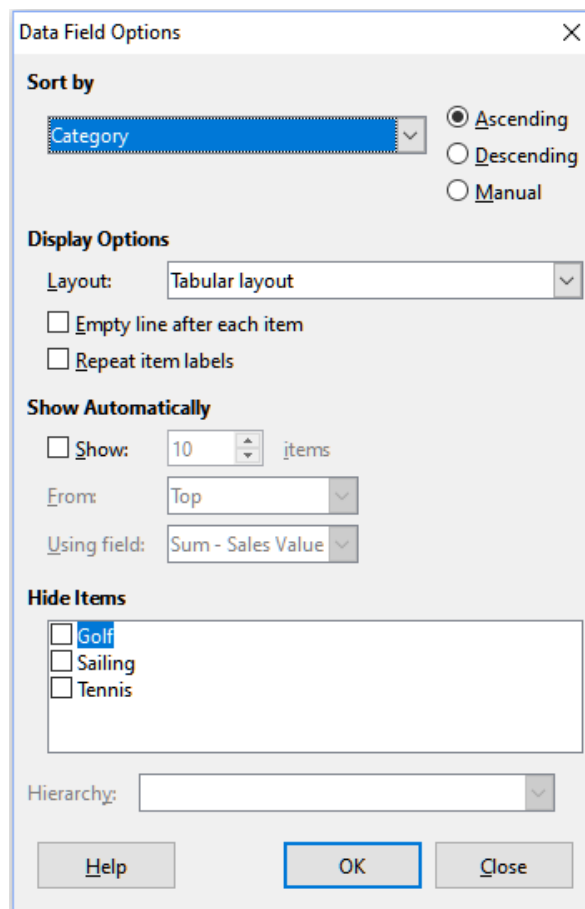 Data Field Options
Sort by
Category
Ascending
Descending
Manual
Display Options
Layout: Tabular layout
Empty line after each item
Repeat item labels
Show Automatically
Show: 10 items
From: Top
Using field: Sum - Sales Value
Hide Items
Golf
Sailing
Tennis
Hierarchy:
Help OK Close